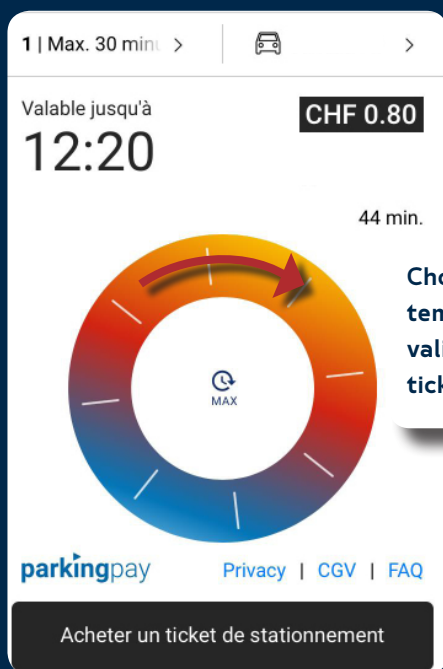 1 | Max. 30 min
Valable jusqu'à
CHF 0.80
12:20
44 min.
MAX
parkingpay
Privacy | CGV | FAQ
Acheter un ticket de stationnement